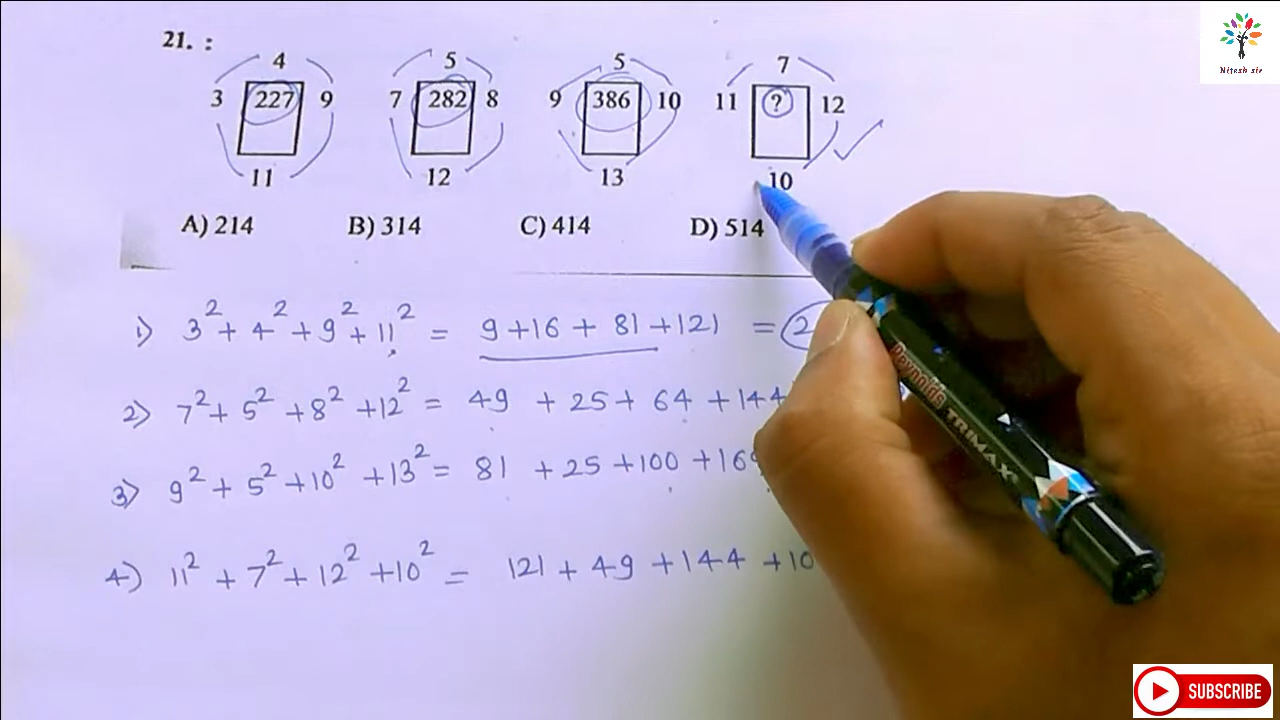 21. :
4 5 5 7
3 227 9 7 282 8 9 386 10 11 ? 12
11 12 13 10
A) 214 B) 314 C) 414 D) 514
1) 3² + 4² + 9² + 11² = 9 + 16 + 81 + 121 = 2
2) 7² + 5² + 8² + 12² = 49 + 25 + 64 + 144
3) 9² + 5² + 10² + 13² = 81 + 25 + 100 + 169
4) 11² + 7² + 12² + 10² = 121 + 49 + 144 + 10
Reynolds TRIMAX
Nitesh sir
SUBSCRIBE